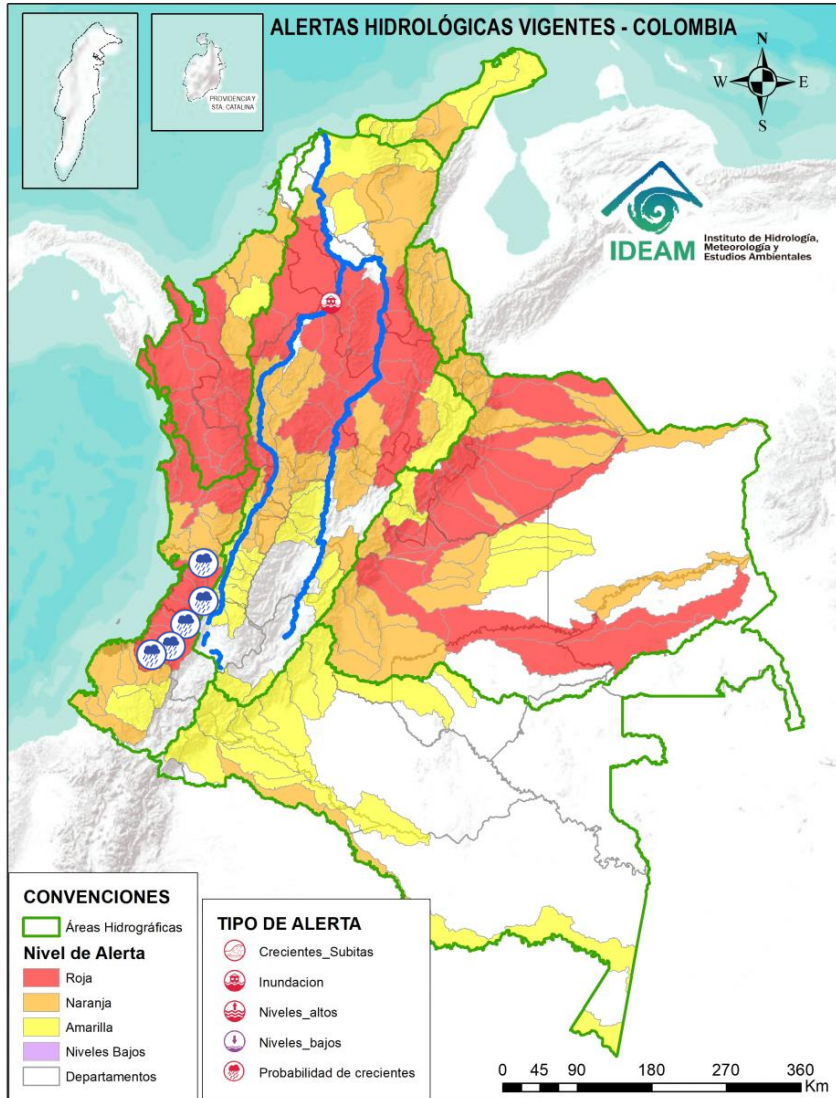 ALERTAS HIDROLÓGICAS VIGENTES - COLOMBIA
PROVIDENCIA Y
STA. CATALINA
N
W
E
S
IDEAM
Instituto de Hidrología,
Meteorología y
Estudios Ambientales
CONVENCIONES
Áreas Hidrográficas
Nivel de Alerta
Roja
Naranja
Amarilla
Niveles Bajos
Departamentos
TIPO DE ALERTA
Crecientes_Subitas
Inundacion
Niveles_altos
Niveles_bajos
Probabilidad de crecientes
0 45 90 180 270 360
Km